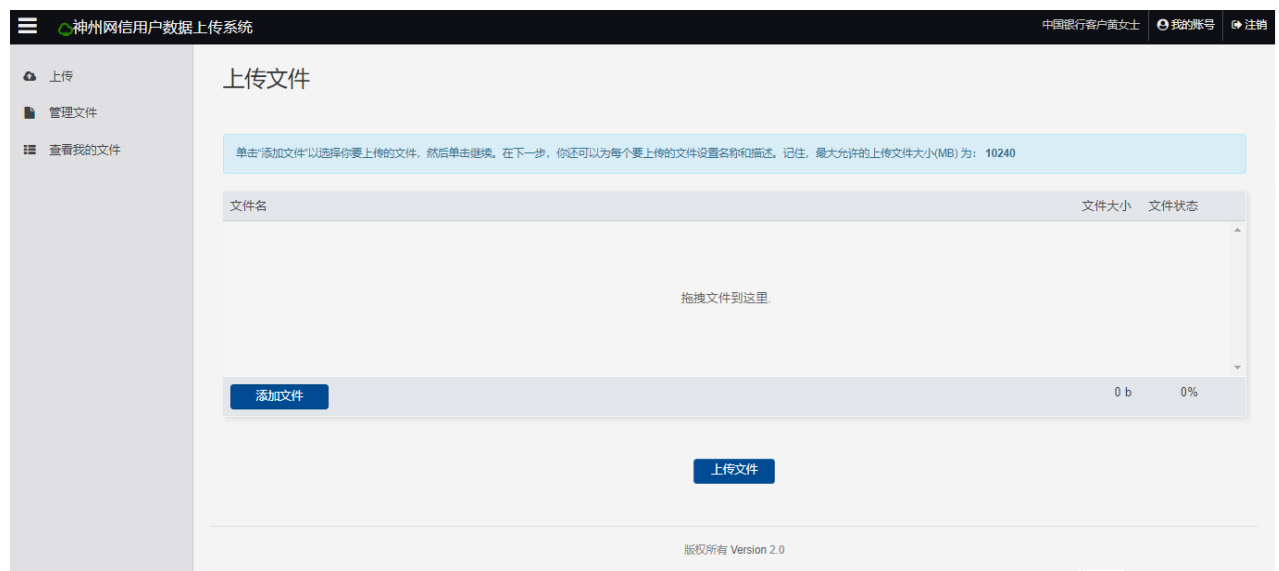 神州网信用户数据上传系统
中国银行客户黄女士 我的账号 注销
上传
管理文件
查看我的文件
上传文件
单击“添加文件”以选择你要上传的文件，然后单击继续。在下一步，你还可以为每个要上传的文件设置名称和描述。记住，最大允许的上传文件大小(MB) 为： 10240
文件名 文件大小 文件状态
拖拽文件到这里.
添加文件 0 b 0%
上传文件
版权所有 Version 2.0